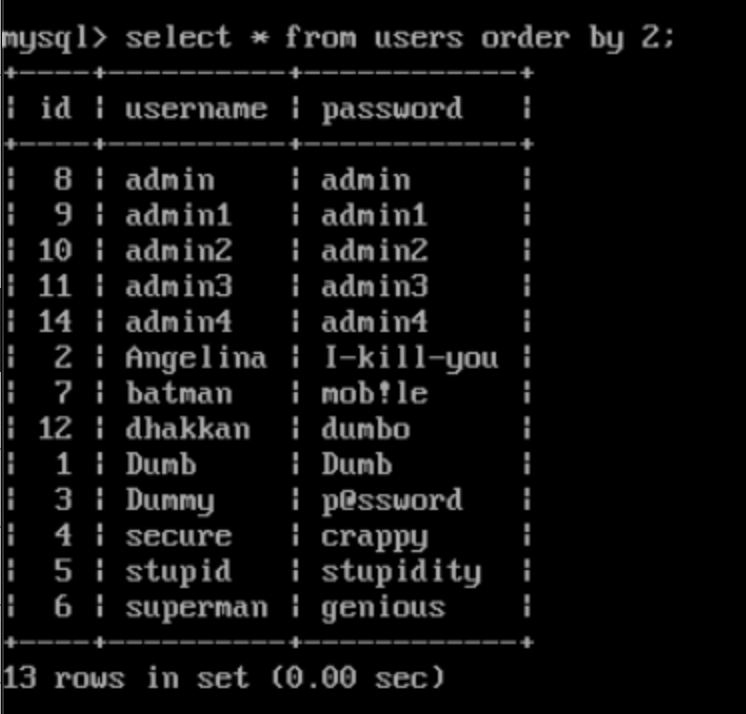 mysql> select * from users order by 2;
+----+----------+------------+
| id | username | password   |
+----+----------+------------+
|  8 | admin    | admin      |
|  9 | admin1   | admin1     |
| 10 | admin2   | admin2     |
| 11 | admin3   | admin3     |
| 14 | admin4   | admin4     |
|  2 | Angelina | I-kill-you |
|  7 | batman   | mob!le     |
| 12 | dhakkan  | dumbo      |
|  1 | Dumb     | Dumb       |
|  3 | Dummy    | p@ssword   |
|  4 | secure   | crappy     |
|  5 | stupid   | stupidity  |
|  6 | superman | genious    |
+----+----------+------------+
13 rows in set (0.00 sec)